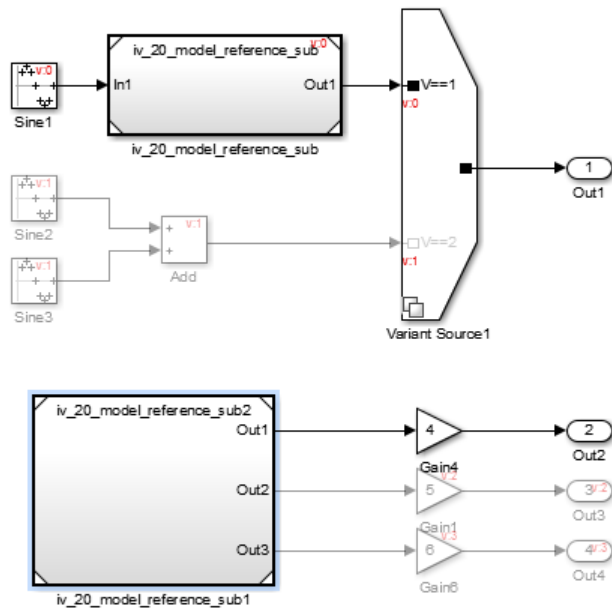 iv_20_model_reference_sub
v:0
v:0
In1
Out1
V==1
v:0
Sine1
iv_20_model_reference_sub
1
Out1
v:1
Sine2
v:1
+
+
Add
V==2
v:1
v:1
Sine3
Variant Source1
iv_20_model_reference_sub2
Out1
4
2
Gain4
Out2
Out2
5
v:2
3
v:2
Gain1
Out3
Out3
6
v:3
4
v:3
Gain6
Out4
iv_20_model_reference_sub1